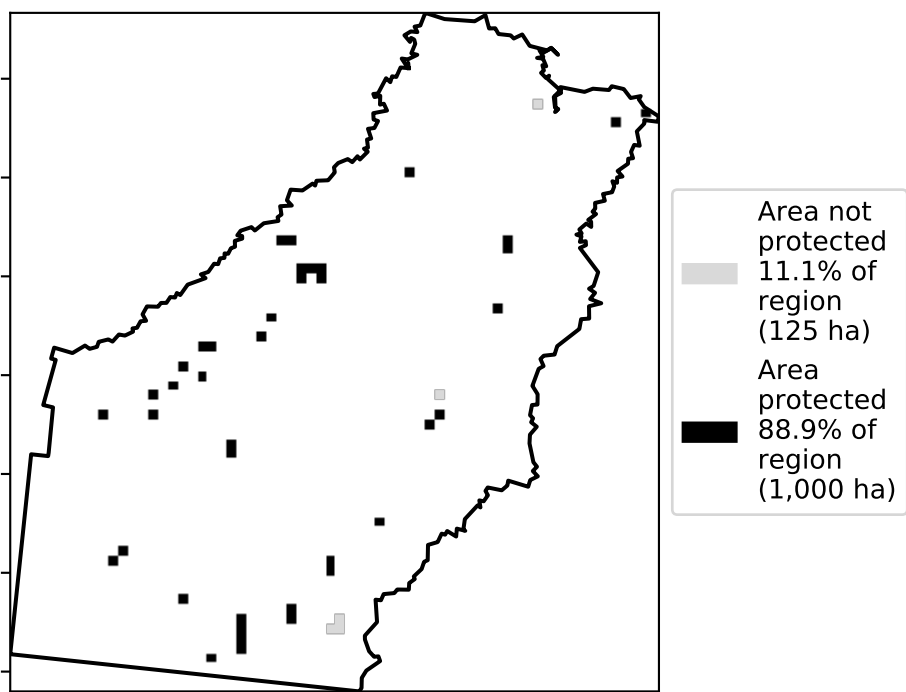 Area not
protected
11.1% of
region
(125 ha)
Area
protected
88.9% of
region
(1,000 ha)